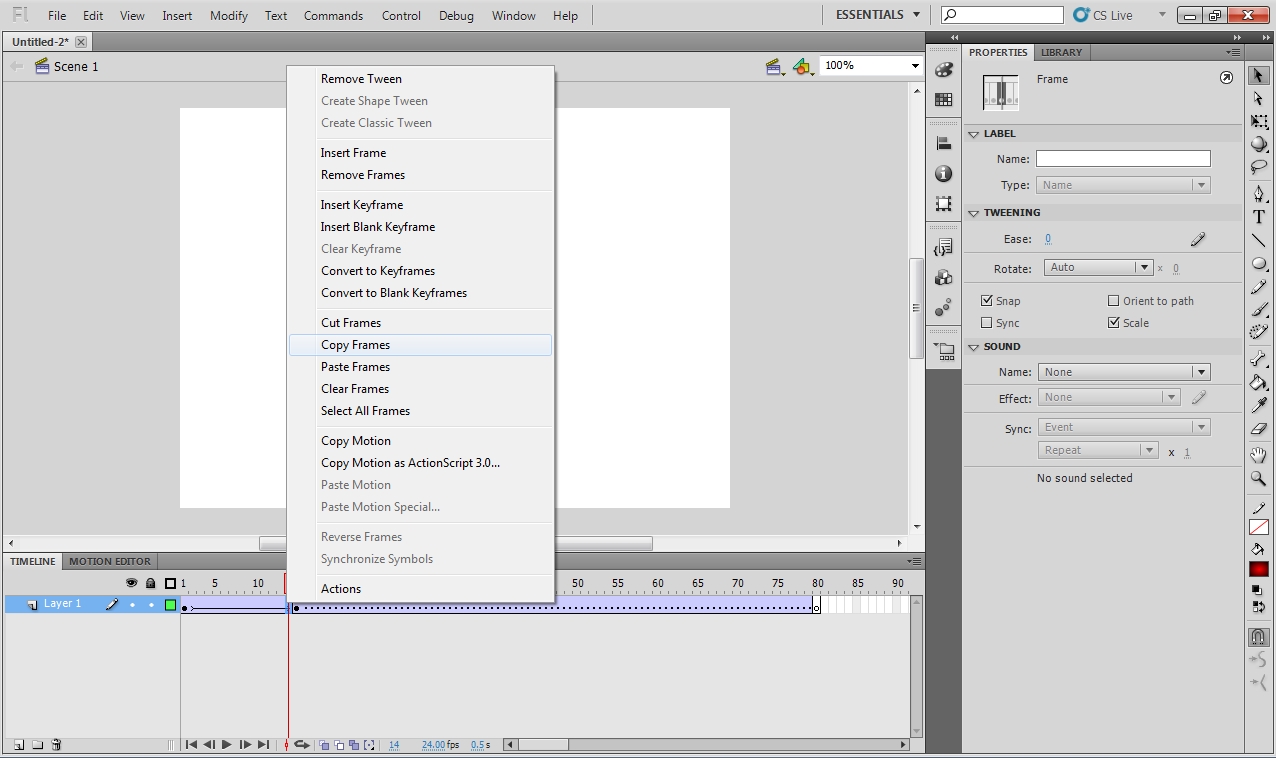 Fl File Edit View Insert Modify Text Commands Control Debug Window Help ESSENTIALS CS Live
Untitled-2*
Scene 1
100%
Remove Tween
Create Shape Tween
Create Classic Tween
Insert Frame
Remove Frames
Insert Keyframe
Insert Blank Keyframe
Clear Keyframe
Convert to Keyframes
Convert to Blank Keyframes
Cut Frames
Copy Frames
Paste Frames
Clear Frames
Select All Frames
Copy Motion
Copy Motion as ActionScript 3.0...
Paste Motion
Paste Motion Special...
Reverse Frames
Synchronize Symbols
Actions
PROPERTIES LIBRARY
Frame
LABEL
Name:
Type: Name
TWEENING
Ease: 0
Rotate: Auto x 0
Snap Orient to path
Sync Scale
SOUND
Name: None
Effect: None
Sync: Event
Repeat x 1
No sound selected
TIMELINE MOTION EDITOR
1 5 10 50 55 60 65 70 75 80 85 90
Layer 1
14 24.00 fps 0.5 s